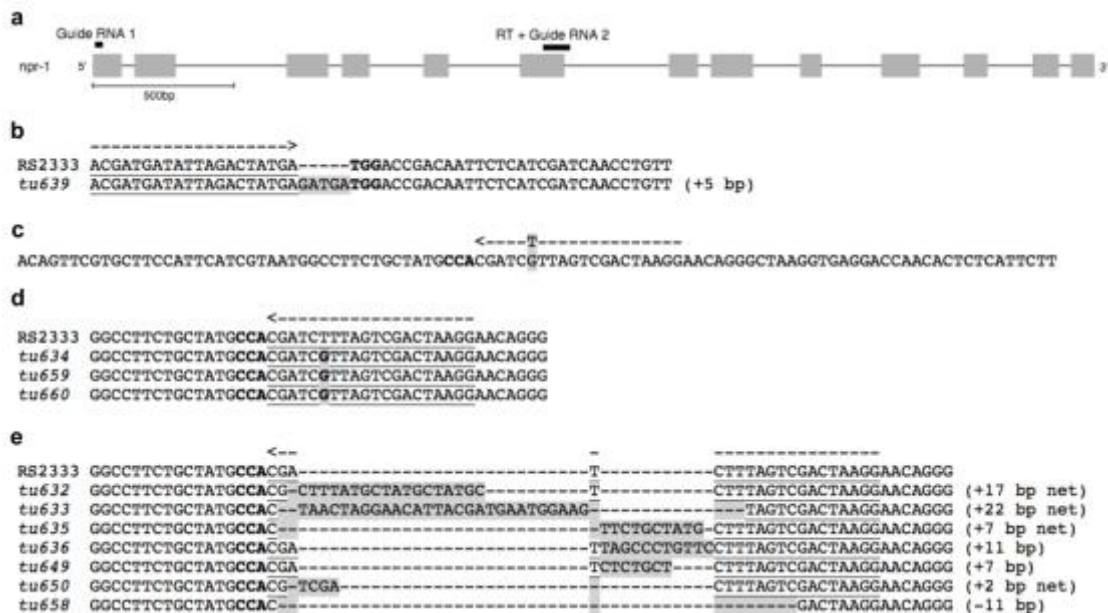 a
Guide RNA 1
RT + Guide RNA 2
npr-1 5' 3'
500bp
b
------------------->
RS2333 ACGATGATATTAGACTATGA-----TGGACCGACAATTCTCATCGATCAACCTGTT
tu639 ACGATGATATTAGACTATGAGATGATGGACCGACAATTCTCATCGATCAACCTGTT (+5 bp)
c
<----T--------------
ACAGTTCGTGCTTCCATTCATCGTAATGGCCTTCTGCTATGCCACGATCGTTAGTCGACTAAGGAACAGGGCTAAGGTGAGGACCAACACTCTCATTCTT
d
<-------------------
RS2333 GGCCTTCTGCTATGCCACGATCTTTAGTCGACTAAGGAACAGGG
tu634 GGCCTTCTGCTATGCCACGATCGTTAGTCGACTAAGGAACAGGG
tu659 GGCCTTCTGCTATGCCACGATCGTTAGTCGACTAAGGAACAGGG
tu660 GGCCTTCTGCTATGCCACGATCGTTAGTCGACTAAGGAACAGGG
e
<-- - ----------------
RS2333 GGCCTTCTGCTATGCCACGA----------------------------T-----------CTTTAGTCGACTAAGGAACAGGG
tu632 GGCCTTCTGCTATGCCACG-CTTTATGCTATGCTATGC----------T-----------CTTTAGTCGACTAAGGAACAGGG (+17 bp net)
tu633 GGCCTTCTGCTATGCCAC--TAACTAGGAACATTACGATGAATGGAAG---------------TAGTCGACTAAGGAACAGGG (+22 bp net)
tu635 GGCCTTCTGCTATGCCAC-------------------------------TTCTGCTATG-CTTTAGTCGACTAAGGAACAGGG (+7 bp net)
tu636 GGCCTTCTGCTATGCCACGA----------------------------TTAGCCCTGTTCCTTTAGTCGACTAAGGAACAGGG (+11 bp)
tu649 GGCCTTCTGCTATGCCACGA----------------------------TCTCTGCT----CTTTAGTCGACTAAGGAACAGGG (+7 bp)
tu650 GGCCTTCTGCTATGCCACG-TCGA------------------------------------CTTTAGTCGACTAAGGAACAGGG (+2 bp net)
tu658 GGCCTTCTGCTATGCCAC--------------------------------------------------GACTAAGGAACAGGG (-11 bp)